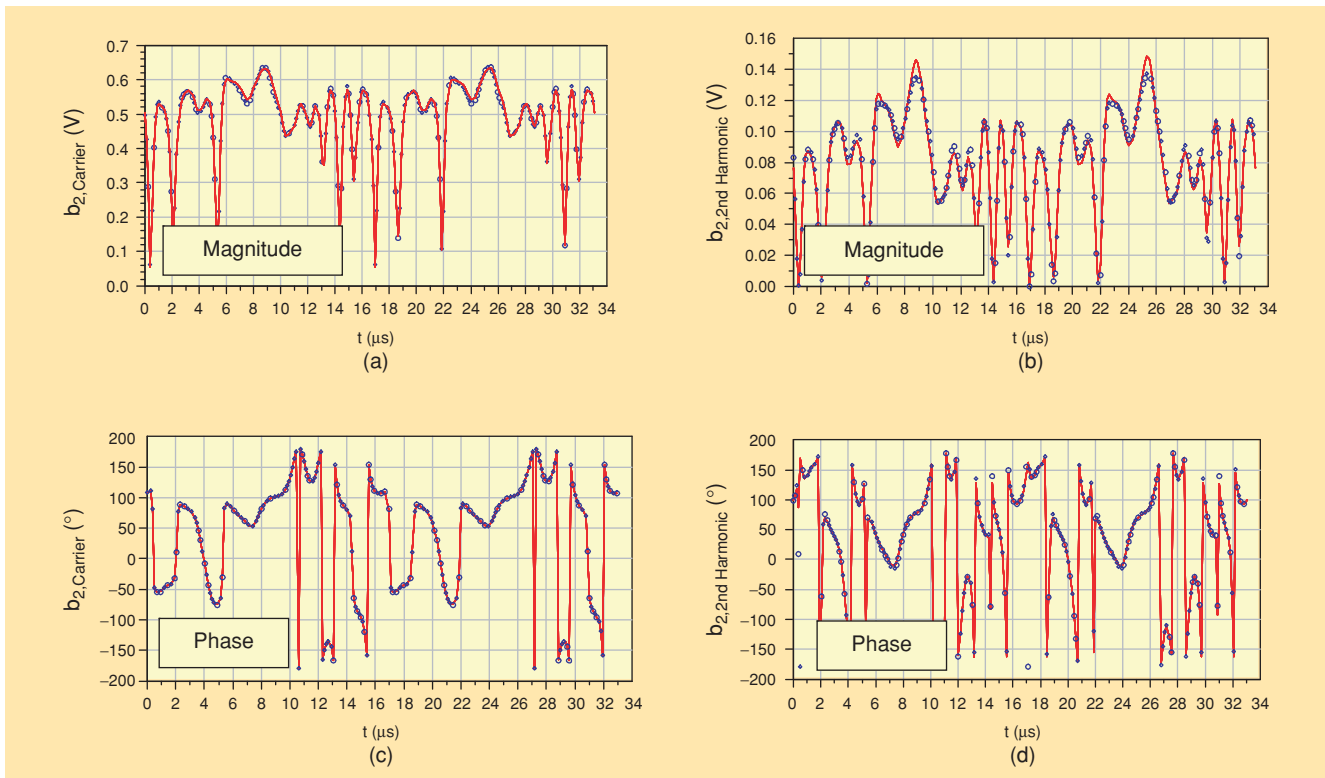 0.7
0.6
0.5
0.4
0.3
0.2
0.1
0.0
b2,Carrier (V)
Magnitude
0 2 4 6 8 10 12 14 16 18 20 22 24 26 28 30 32 34
t (μs)
(a)
0.16
0.14
0.12
0.10
0.08
0.06
0.04
0.02
0.00
b2,2nd Harmonic (V)
Magnitude
0 2 4 6 8 10 12 14 16 18 20 22 24 26 28 30 32 34
t (μs)
(b)
200
150
100
50
0
−50
−100
−150
−200
b2,Carrier (°)
Phase
0 2 4 6 8 10 12 14 16 18 20 22 24 26 28 30 32 34
t (μs)
(c)
200
150
100
50
0
−50
−100
−150
−200
b2,2nd Harmonic (°)
Phase
0 2 4 6 8 10 12 14 16 18 20 22 24 26 28 30 32 34
t (μs)
(d)